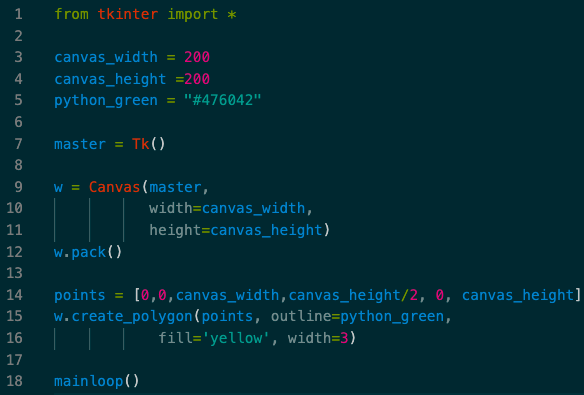 1 from tkinter import *
2
3 canvas_width = 200
4 canvas_height =200
5 python_green = "#476042"
6
7 master = Tk()
8
9 w = Canvas(master,
10 width=canvas_width,
11 height=canvas_height)
12 w.pack()
13
14 points = [0,0,canvas_width,canvas_height/2, 0, canvas_height]
15 w.create_polygon(points, outline=python_green,
16 fill='yellow', width=3)
17
18 mainloop()